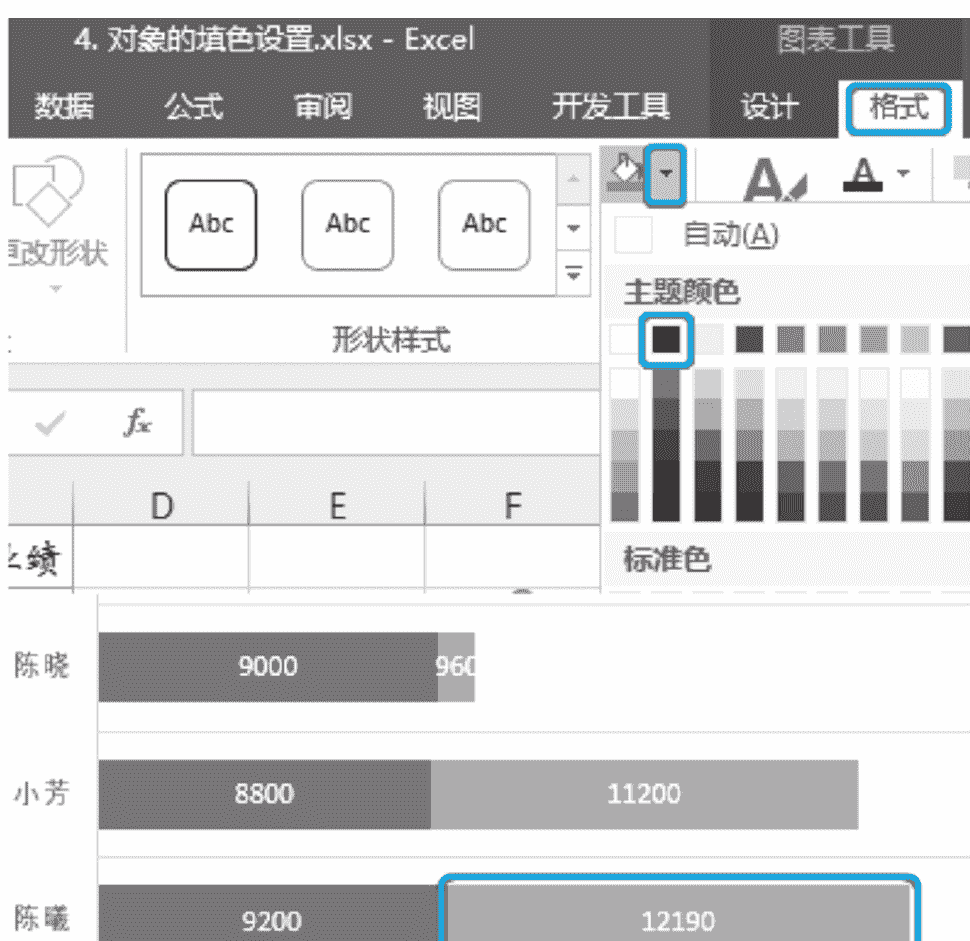 4. 对象的填色设置.xlsx - Excel 图表工具
数据 公式 审阅 视图 开发工具 设计 格式
Abc Abc Abc
自动(A)
改形状
主题颜色
形状样式
fx
D E F
标准色
绩
陈晓 9000 960
小芳 8800 11200
陈曦 9200 12190